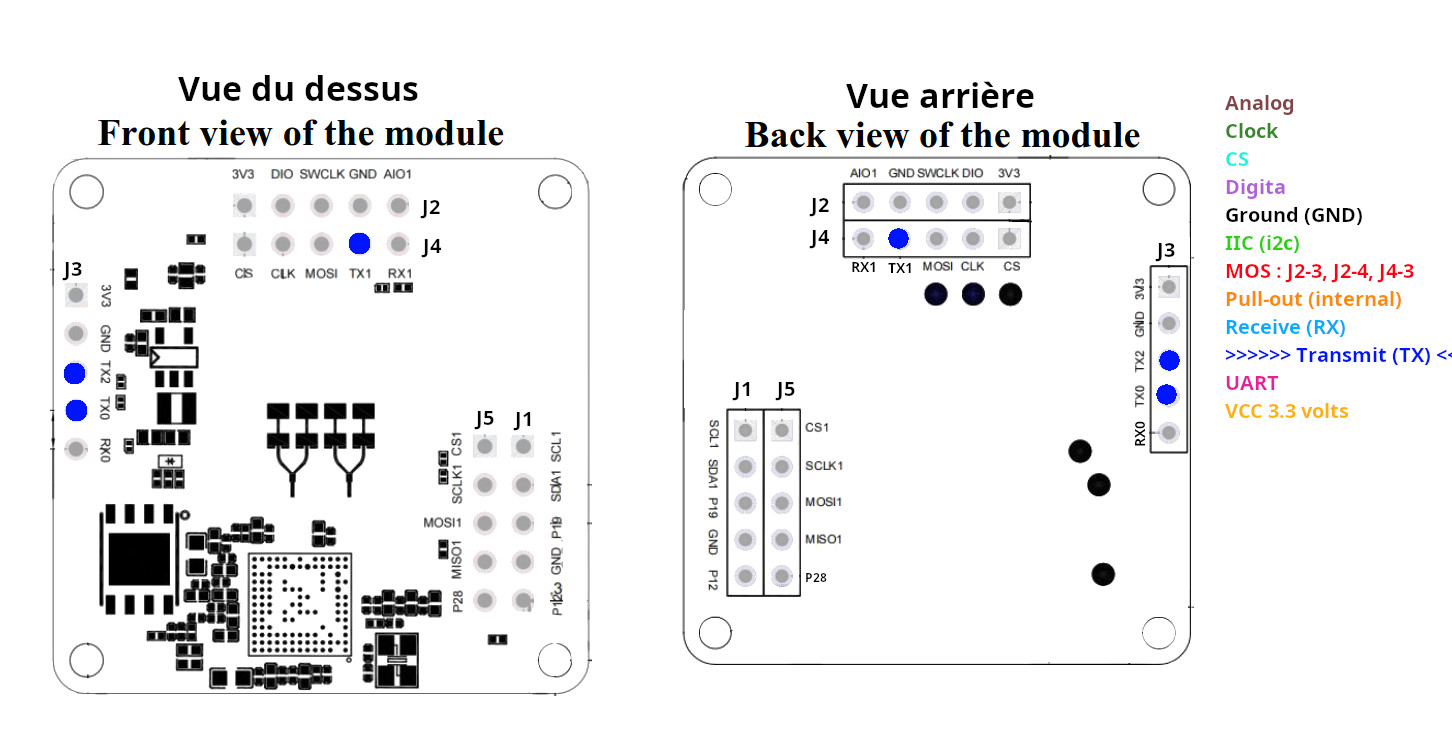 Vue du dessus
Front view of the module
3V3 DIO SWCLK GND AIO1
J2
J4
CIS CLK MOSI TX1 RX1
J3
3V3
GND
TX2
TX0
RX0
J5 J1
CS1 SCL1
SCLK1 SDA1
MOSI1 P19
MISO1 GND
P28
Vue arrière
Back view of the module
AIO1 GND SWCLK DIO 3V3
J2
J4
RX1 TX1 MOSI CLK CS
J3
3V3
GND
TX2
TX0
RX0
J1 J5
SCL1 CS1
SDA1 SCLK1
P19 MOSI1
GND MISO1
P12 P28
Analog
Clock
CS
Digita
Ground (GND)
IIC (i2c)
MOS : J2-3, J2-4, J4-3
Pull-out (internal)
Receive (RX)
>>>>>> Transmit (TX) <<
UART
VCC 3.3 volts